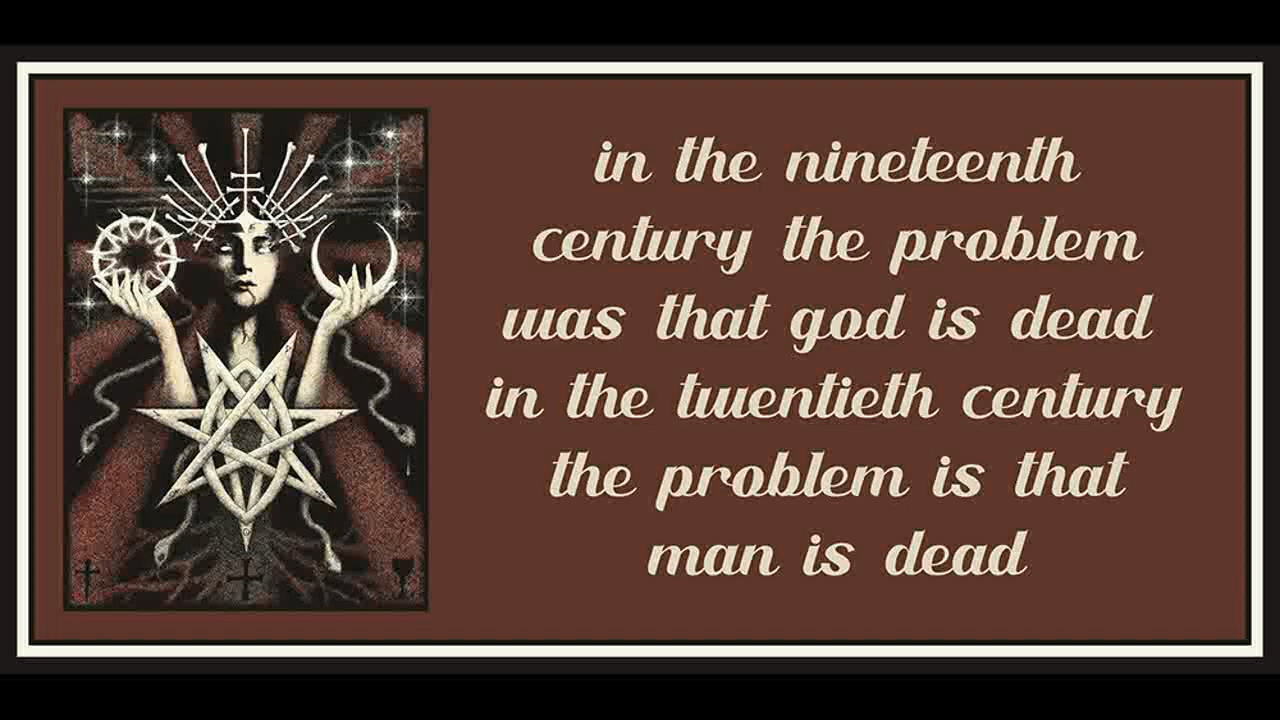 in the nineteenth
century the problem
was that god is dead
in the twentieth century
the problem is that
man is dead